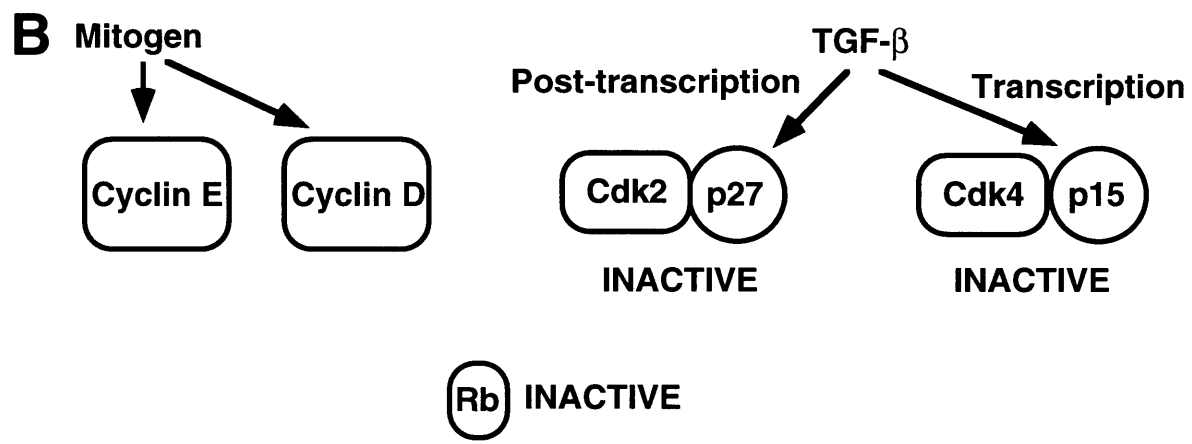 B Mitogen
TGF-β
Post-transcription
Transcription
Cyclin E
Cyclin D
Cdk2
p27
Cdk4
p15
INACTIVE
INACTIVE
Rb INACTIVE